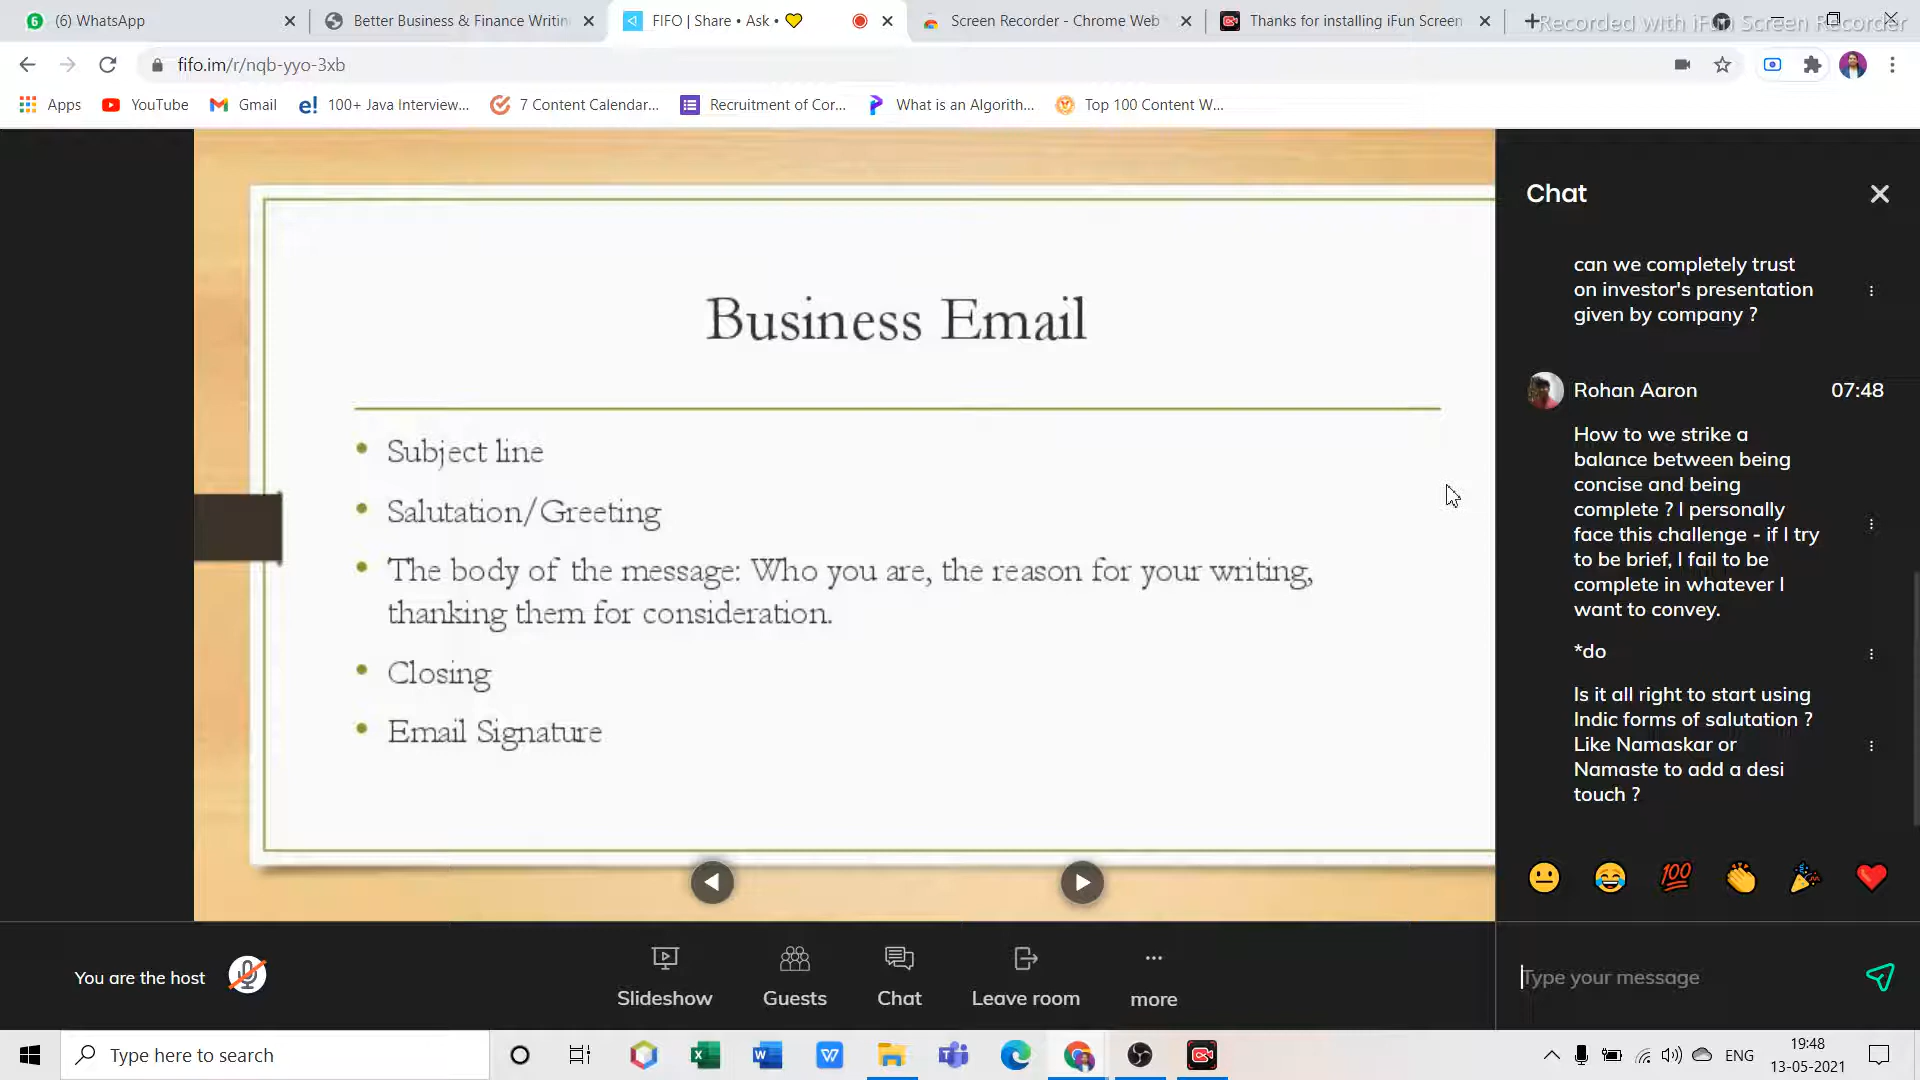 (6) WhatsApp
Better Business & Finance Writin
FIFO | Share • Ask • 💛
Screen Recorder - Chrome Web
Thanks for installing iFun Screen
Recorded with iFun Screen Recorder
fifo.im/r/nqb-yyo-3xb
Apps
YouTube
Gmail
100+ Java Interview...
7 Content Calendar...
Recruitment of Cor...
What is an Algorith...
Top 100 Content W...
Business Email
• Subject line
• Salutation/Greeting
• The body of the message: Who you are, the reason for your writing,
thanking them for consideration.
• Closing
• Email Signature
Chat
can we completely trust
on investor's presentation
given by company ?
Rohan Aaron 07:48
How to we strike a
balance between being
concise and being
complete ? I personally
face this challenge - if I try
to be brief, I fail to be
complete in whatever I
want to convey.
*do
Is it all right to start using
Indic forms of salutation ?
Like Namaskar or
Namaste to add a desi
touch ?
Type your message
You are the host
Slideshow
Guests
Chat
Leave room
more
Type here to search
ENG
19:48
13-05-2021